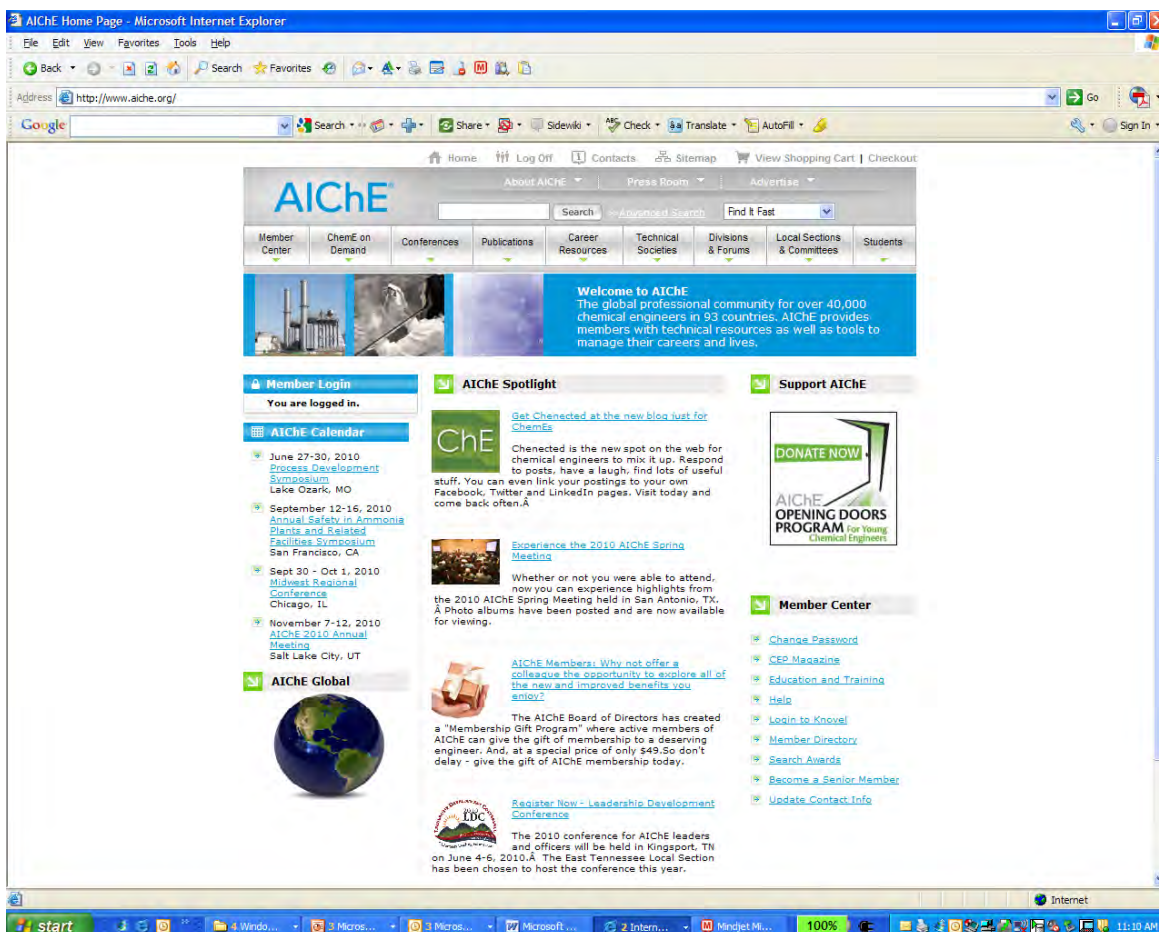 AIChE Home Page - Microsoft Internet Explorer
File Edit View Favorites Tools Help
Back Search Favorites
Address http://www.aiche.org/ Go
Google Search Share Sidewiki Check Translate AutoFill Sign In
Home Log Off Contacts Sitemap View Shopping Cart | Checkout
About AIChE Press Room Advertise
AIChE
Search Advanced Search Find It Fast
Member Center
ChemE on Demand
Conferences
Publications
Career Resources
Technical Societies
Divisions & Forums
Local Sections & Committees
Students
Welcome to AIChE
The global professional community for over 40,000
chemical engineers in 93 countries. AIChE provides
members with technical resources as well as tools to
manage their careers and lives.
Member Login
You are logged in.
AIChE Calendar
June 27-30, 2010
Process Development
Symposium
Lake Ozark, MO
September 12-16, 2010
Annual Safety in Ammonia
Plants and Related
Facilities Symposium
San Francisco, CA
Sept 30 - Oct 1, 2010
Midwest Regional
Conference
Chicago, IL
November 7-12, 2010
AIChE 2010 Annual
Meeting
Salt Lake City, UT
AIChE Global
AIChE Spotlight
ChE
Get Chenected at the new blog just for
ChemEs
Chenected is the new spot on the web for
chemical engineers to mix it up. Respond
to posts, have a laugh, find lots of useful
stuff. You can even link your postings to your own
Facebook, Twitter and LinkedIn pages. Visit today and
come back often.Â
Experience the 2010 AIChE Spring
Meeting
Whether or not you were able to attend,
now you can experience highlights from
the 2010 AIChE Spring Meeting held in San Antonio, TX.
Â Photo albums have been posted and are now available
for viewing.
AIChE Members: Why not offer a
colleague the opportunity to explore all of
the new and improved benefits you
enjoy?
The AIChE Board of Directors has created
a "Membership Gift Program" where active members of
AIChE can give the gift of membership to a deserving
engineer. And, at a special price of only $49.So don't
delay - give the gift of AIChE membership today.
LDC
Register Now - Leadership Development
Conference
The 2010 conference for AIChE leaders
and officers will be held in Kingsport, TN
on June 4-6, 2010.Â The East Tennessee Local Section
has been chosen to host the conference this year.
Support AIChE
DONATE NOW
AIChE
OPENING DOORS
PROGRAM For Young
Chemical Engineers
Member Center
Change Password
CEP Magazine
Education and Training
Help
Login to Knovel
Member Directory
Search Awards
Become a Senior Member
Update Contact Info
Internet
start 4 Windo... 3 Micros... 3 Micros... Microsoft ... 2 Intern... Mindjet Mi... 100% 11:10 AM